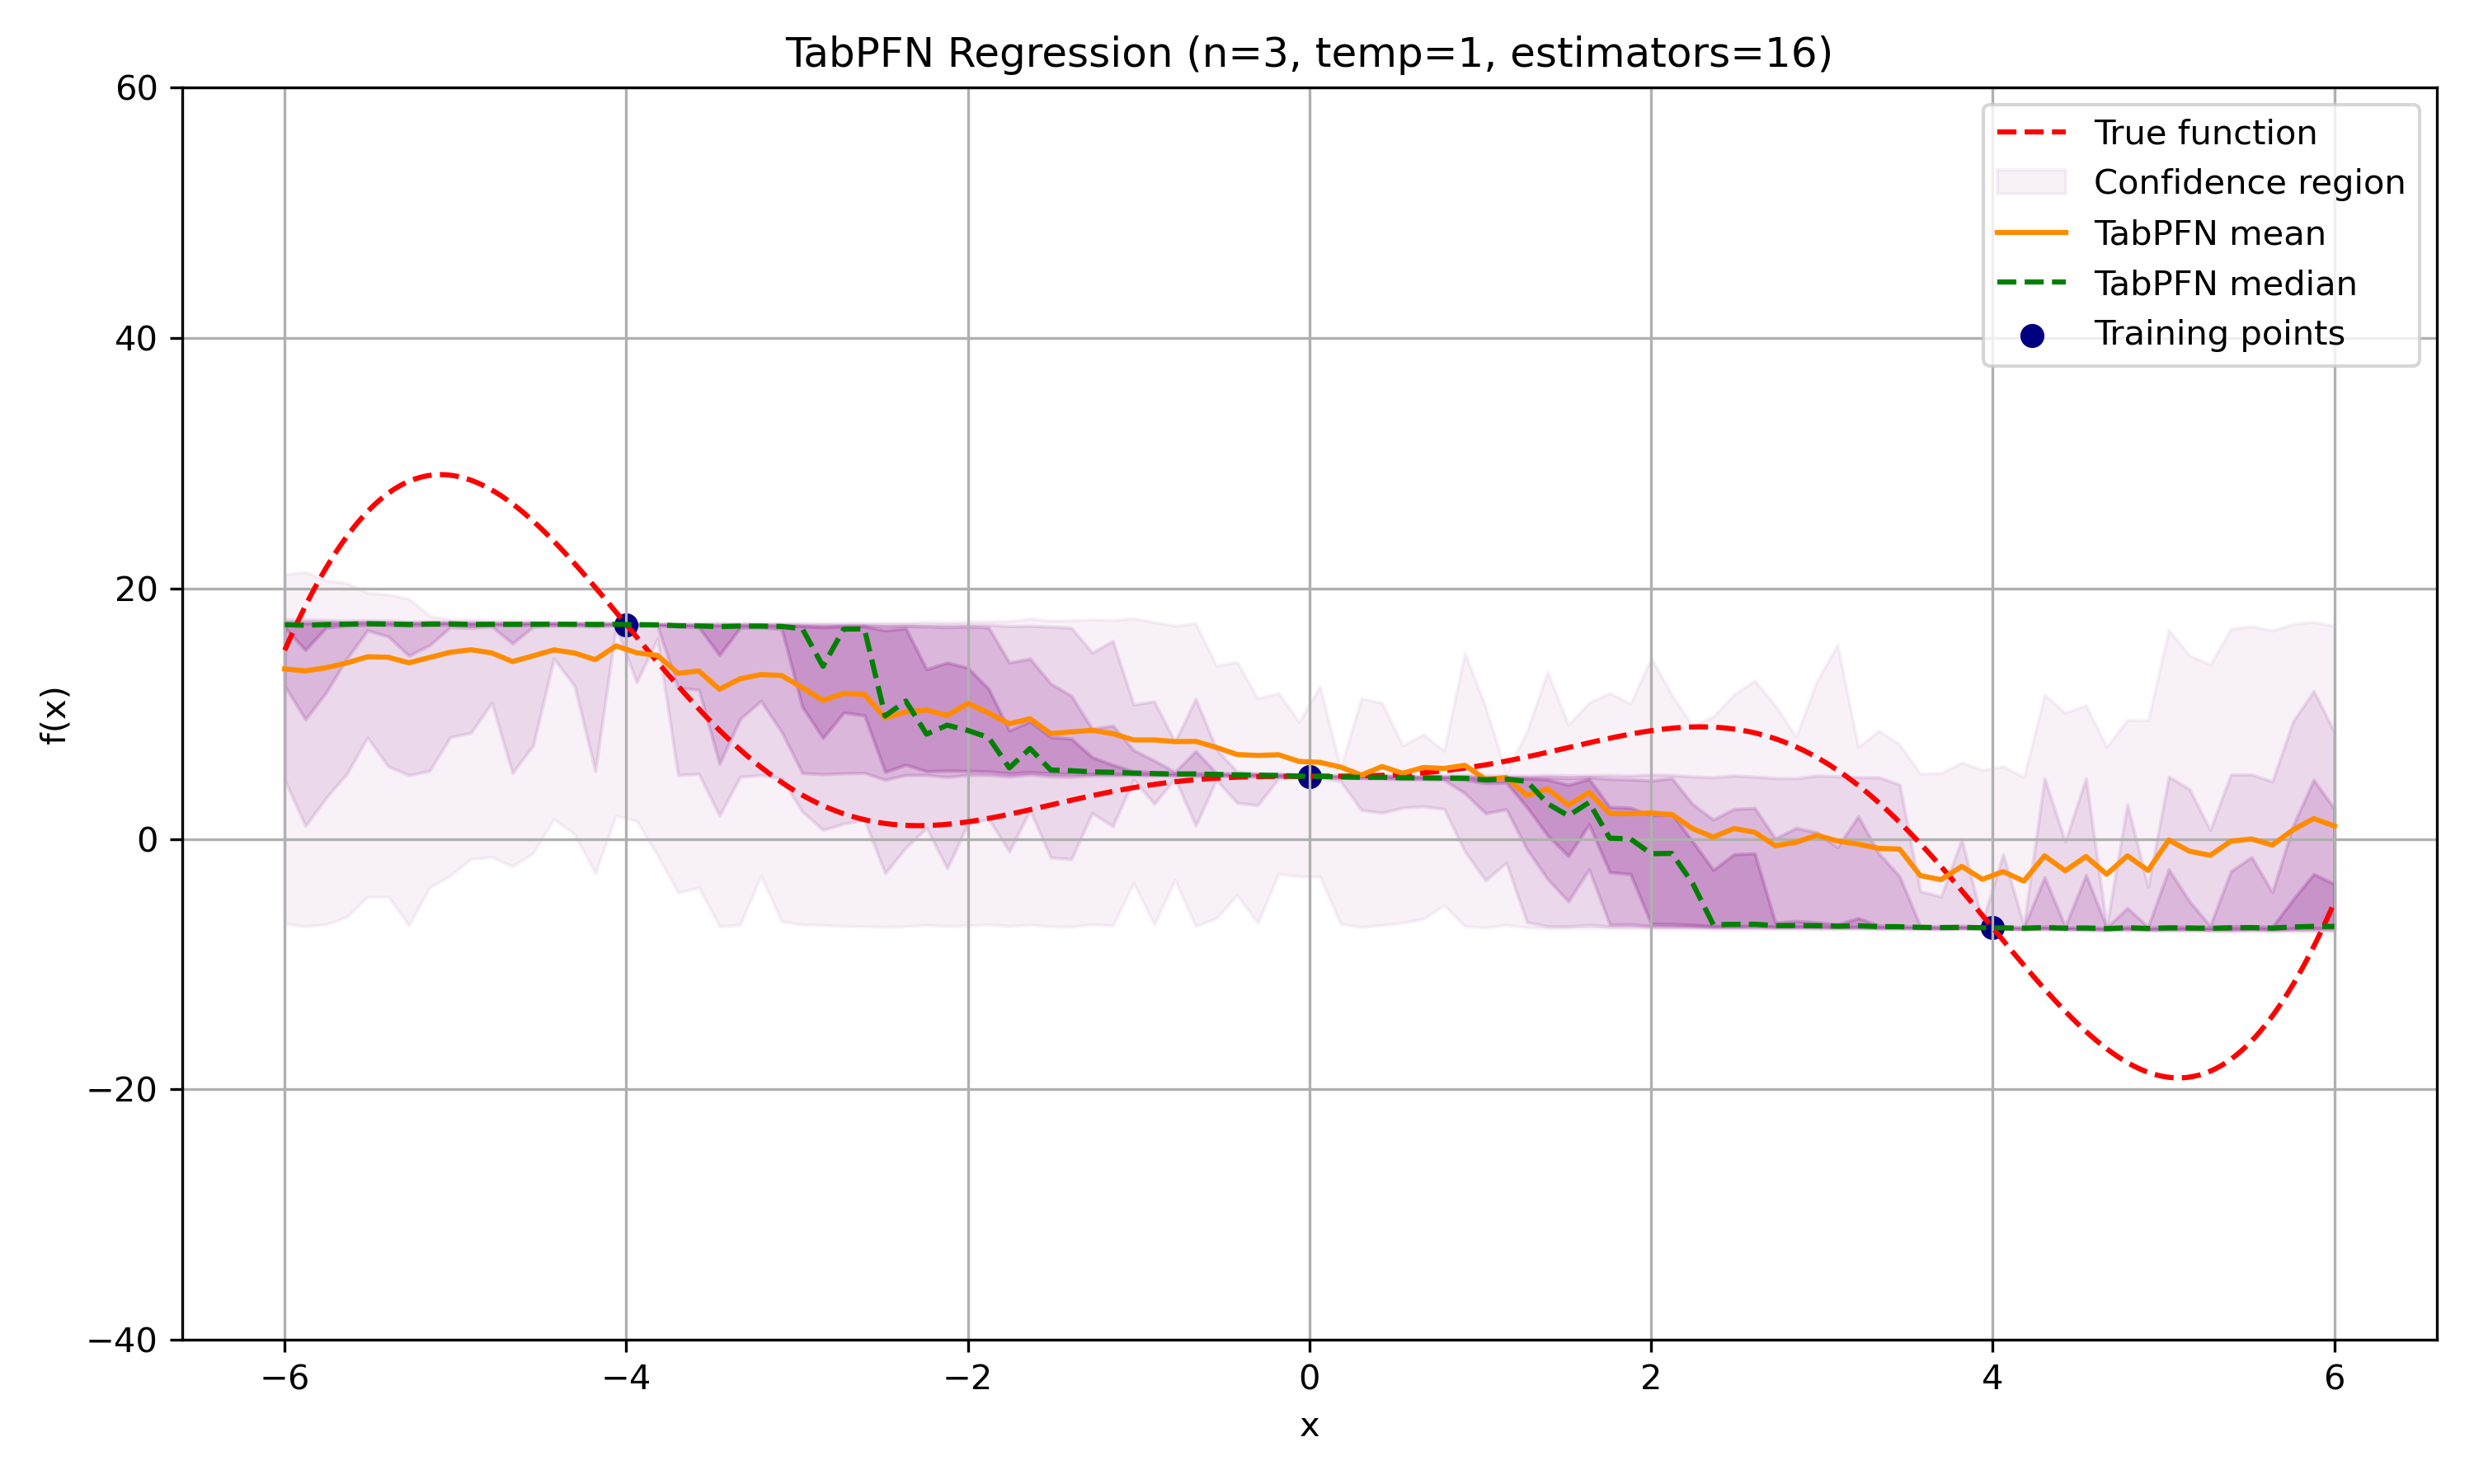 TabPFN Regression (n=3, temp=1, estimators=16)
60
40
20
0
−20
−40
f(x)
True function
Confidence region
TabPFN mean
TabPFN median
Training points
−6
−4
−2
0
2
4
6
x